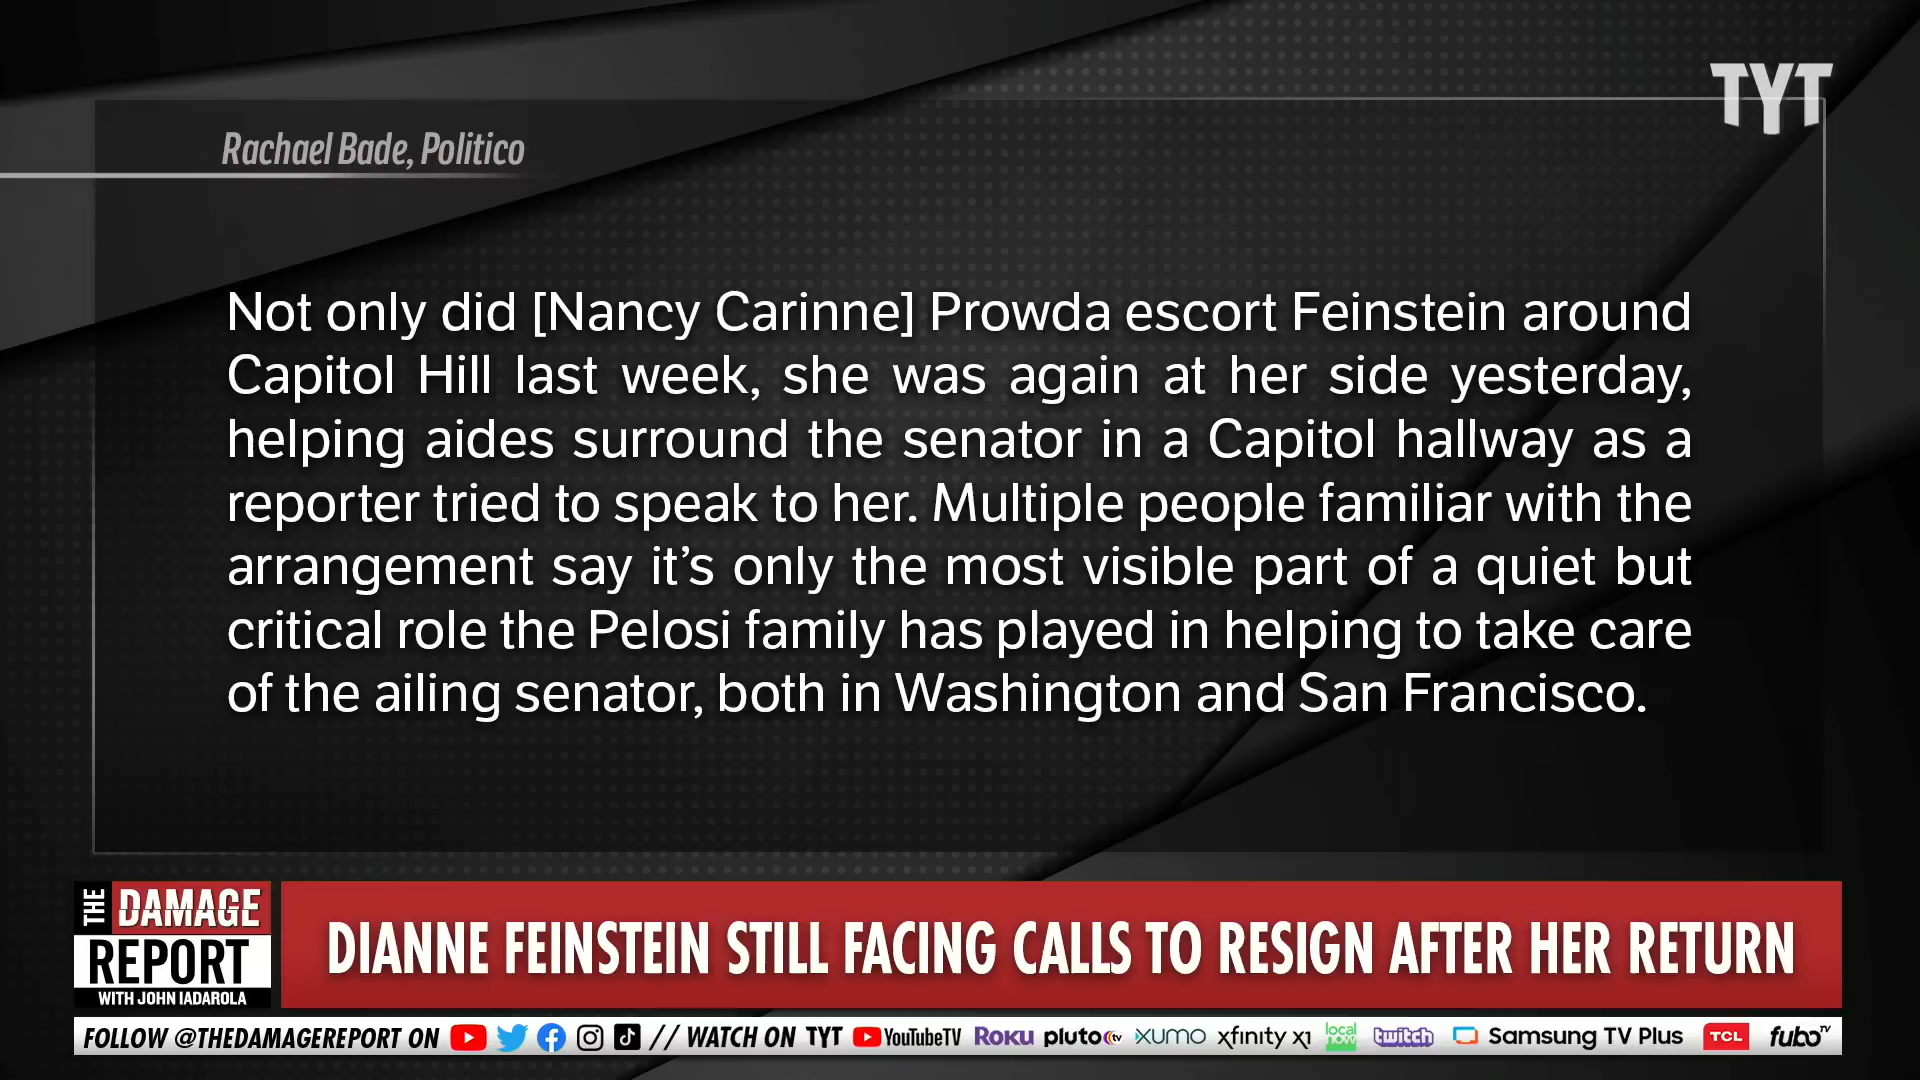 TYT
Rachael Bade, Politico
Not only did [Nancy Carinne] Prowda escort Feinstein around
Capitol Hill last week, she was again at her side yesterday,
helping aides surround the senator in a Capitol hallway as a
reporter tried to speak to her. Multiple people familiar with the
arrangement say it’s only the most visible part of a quiet but
critical role the Pelosi family has played in helping to take care
of the ailing senator, both in Washington and San Francisco.
THE DAMAGE
REPORT
WITH JOHN IADAROLA
DIANNE FEINSTEIN STILL FACING CALLS TO RESIGN AFTER HER RETURN
FOLLOW @THEDAMAGEREPORT ON // WATCH ON TYT YouTubeTV ROKU pluto tv XUMO xfinity x1 local now twitch Samsung TV Plus TCL fubo TV